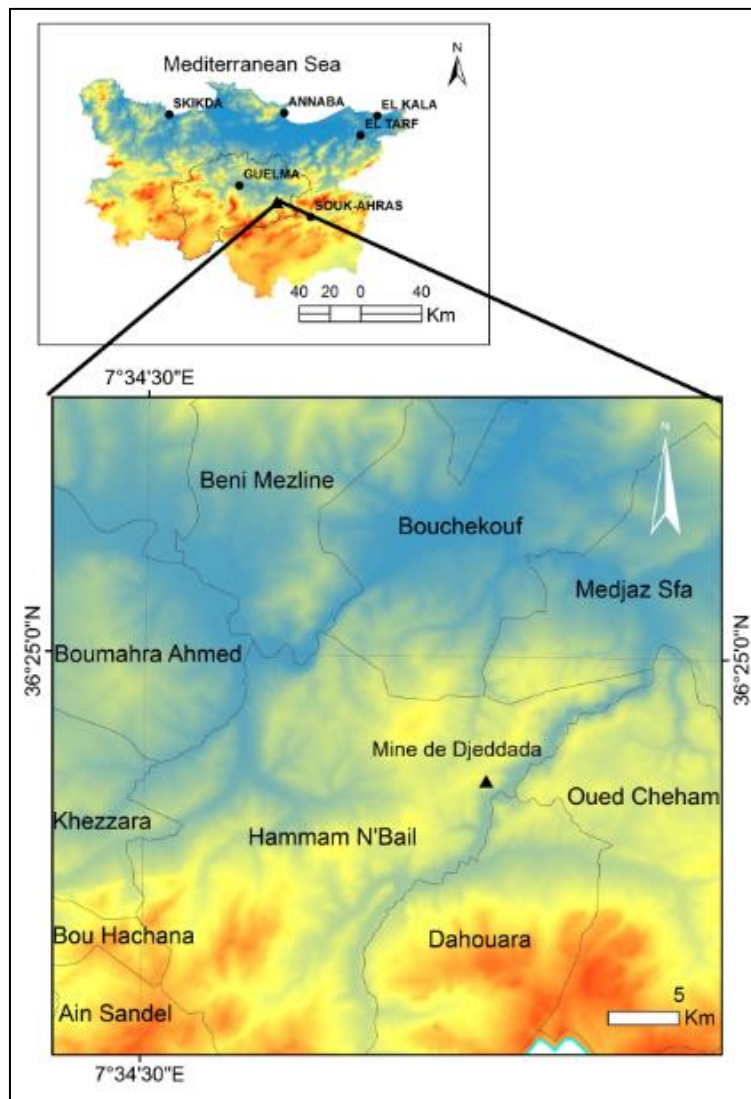 Mediterranean Sea
N
SKIKDA
ANNABA
EL KALA
EL TARF
GUELMA
SOUK-AHRAS
40 20 0 40
Km
7°34'30"E
N
Beni Mezline
Bouchekouf
Medjaz Sfa
36°25'0"N
Boumahra Ahmed
36°25'0"N
Mine de Djeddada
Oued Cheham
Khezzara
Hammam N'Bail
Bou Hachana
Dahouara
Ain Sandel
5
Km
7°34'30"E